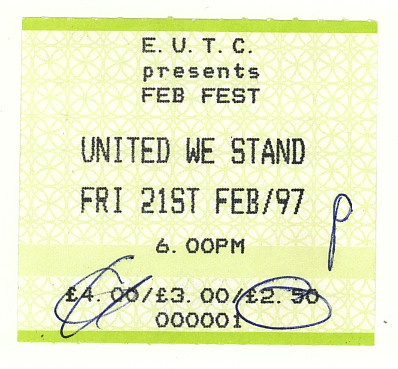 E. U. T. C.
presents
FEB FEST
UNITED WE STAND
FRI 21ST FEB/97
6.00PM
p
£4.00/£3.00/£2.50
000001